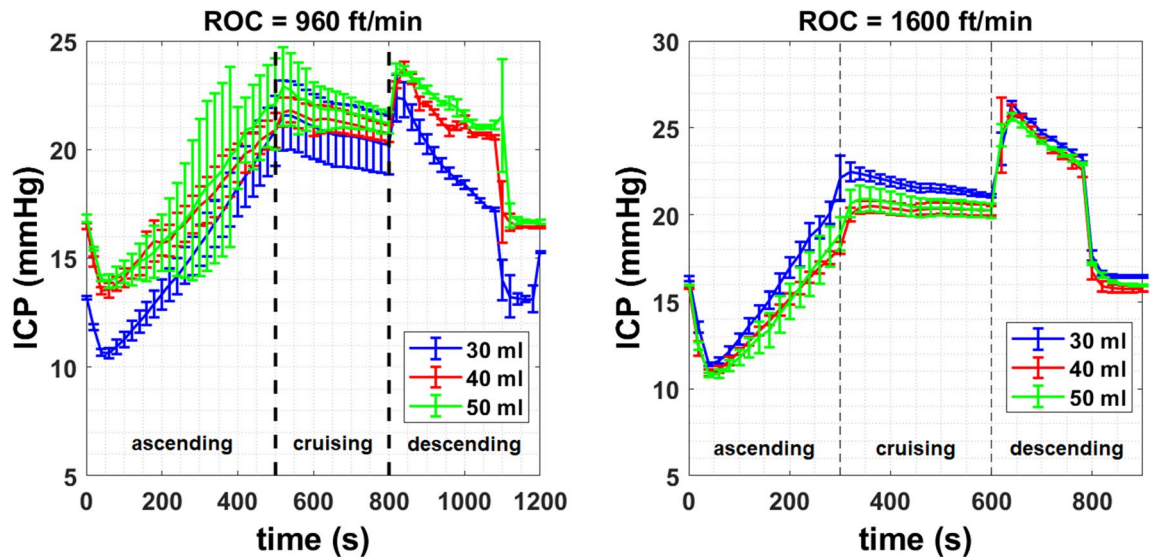 ROC = 960 ft/min
ICP (mmHg)
25
20
15
10
5
30 ml
40 ml
50 ml
ascending
cruising
descending
0 200 400 600 800 1000 1200
time (s)
ROC = 1600 ft/min
ICP (mmHg)
30
25
20
15
10
5
30 ml
40 ml
50 ml
ascending
cruising
descending
0 200 400 600 800
time (s)